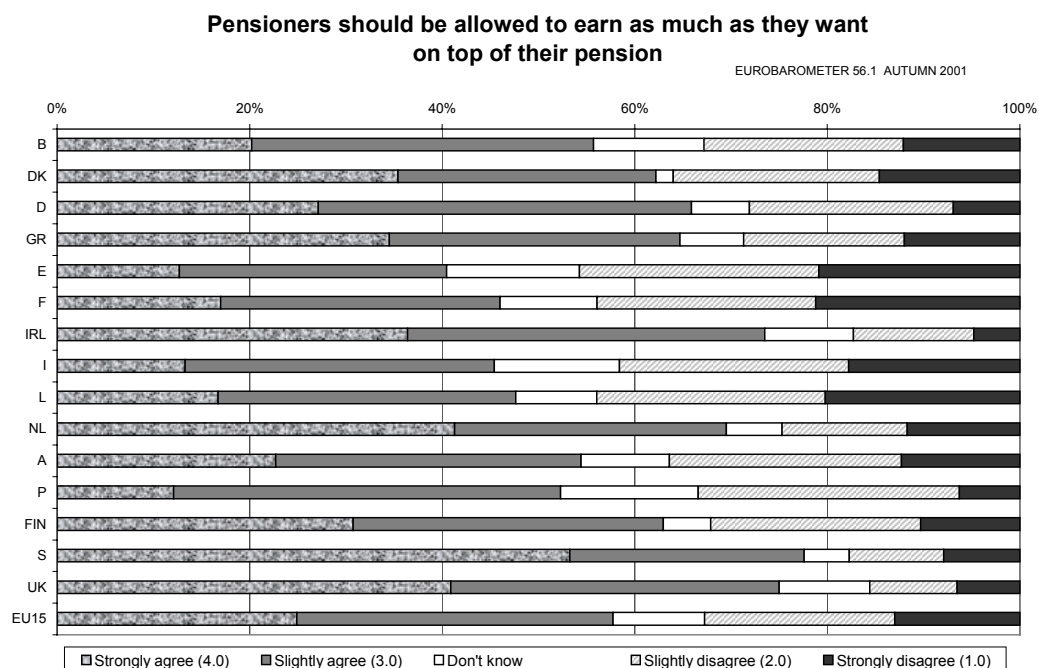 Pensioners should be allowed to earn as much as they want
on top of their pension
EUROBAROMETER 56.1 AUTUMN 2001
0% 20% 40% 60% 80% 100%
B
DK
D
GR
E
F
IRL
I
L
NL
A
P
FIN
S
UK
EU15
Strongly agree (4.0) Slightly agree (3.0) Don't know Slightly disagree (2.0) Strongly disagree (1.0)